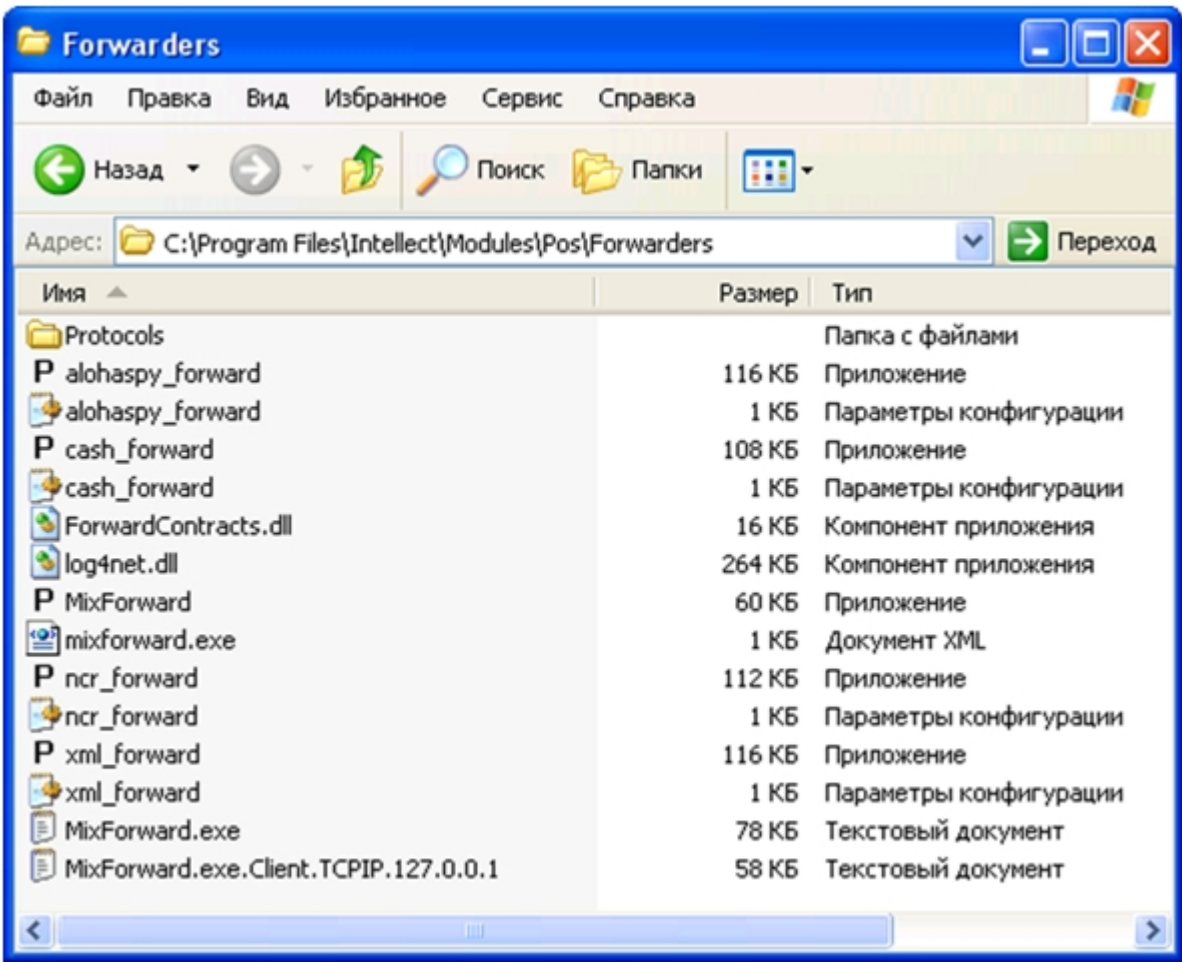 Forwarders
Файл Правка Вид Избранное Сервис Справка
Назад Поиск Папки
Адрес: C:\Program Files\Intellect\Modules\Pos\Forwarders Переход
Имя Размер Тип
Protocols Папка с файлами
P alohaspy_forward 116 КБ Приложение
alohaspy_forward 1 КБ Параметры конфигурации
P cash_forward 108 КБ Приложение
cash_forward 1 КБ Параметры конфигурации
ForwardContracts.dll 16 КБ Компонент приложения
log4net.dll 264 КБ Компонент приложения
P MixForward 60 КБ Приложение
mixforward.exe 1 КБ Документ XML
P ncr_forward 112 КБ Приложение
ncr_forward 1 КБ Параметры конфигурации
P xml_forward 116 КБ Приложение
xml_forward 1 КБ Параметры конфигурации
MixForward.exe 78 КБ Текстовый документ
MixForward.exe.Client.TCPIP.127.0.0.1 58 КБ Текстовый документ